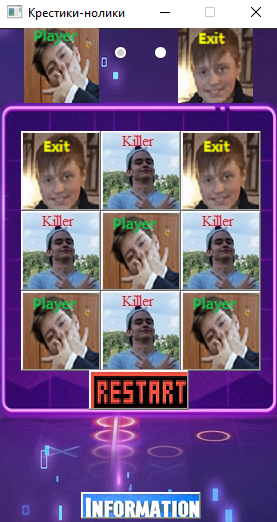 Крестики-нолики
Player
Exit
Exit
Killer
Exit
Killer
Player
Killer
Player
Killer
Player
RESTART
INFORMATION